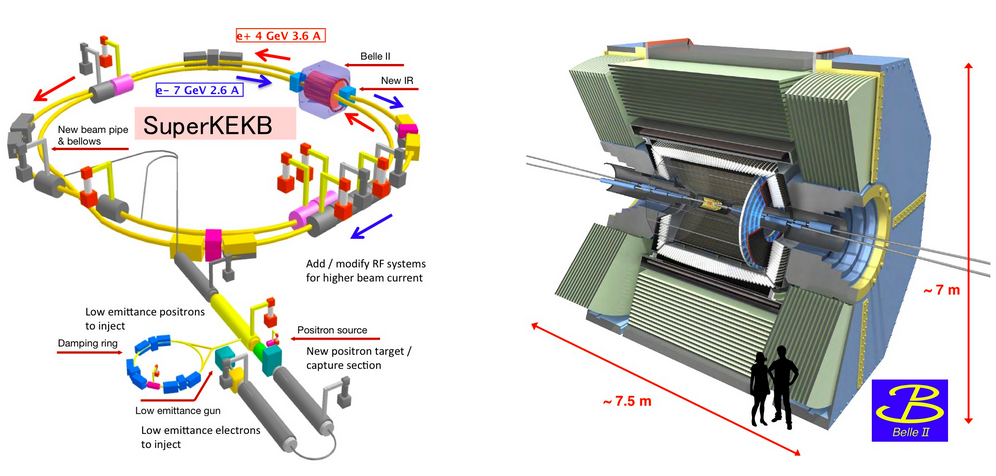 e+ 4 GeV 3.6 A
Belle II
New IR
e- 7 GeV 2.6 A
SuperKEKB
New beam pipe
& bellows
Add / modify RF systems
for higher beam current
Low emittance positrons
to inject
Damping ring
Positron source
New positron target /
capture section
Low emittance gun
Low emittance electrons
to inject
~ 7 m
~ 7.5 m
B
Belle II